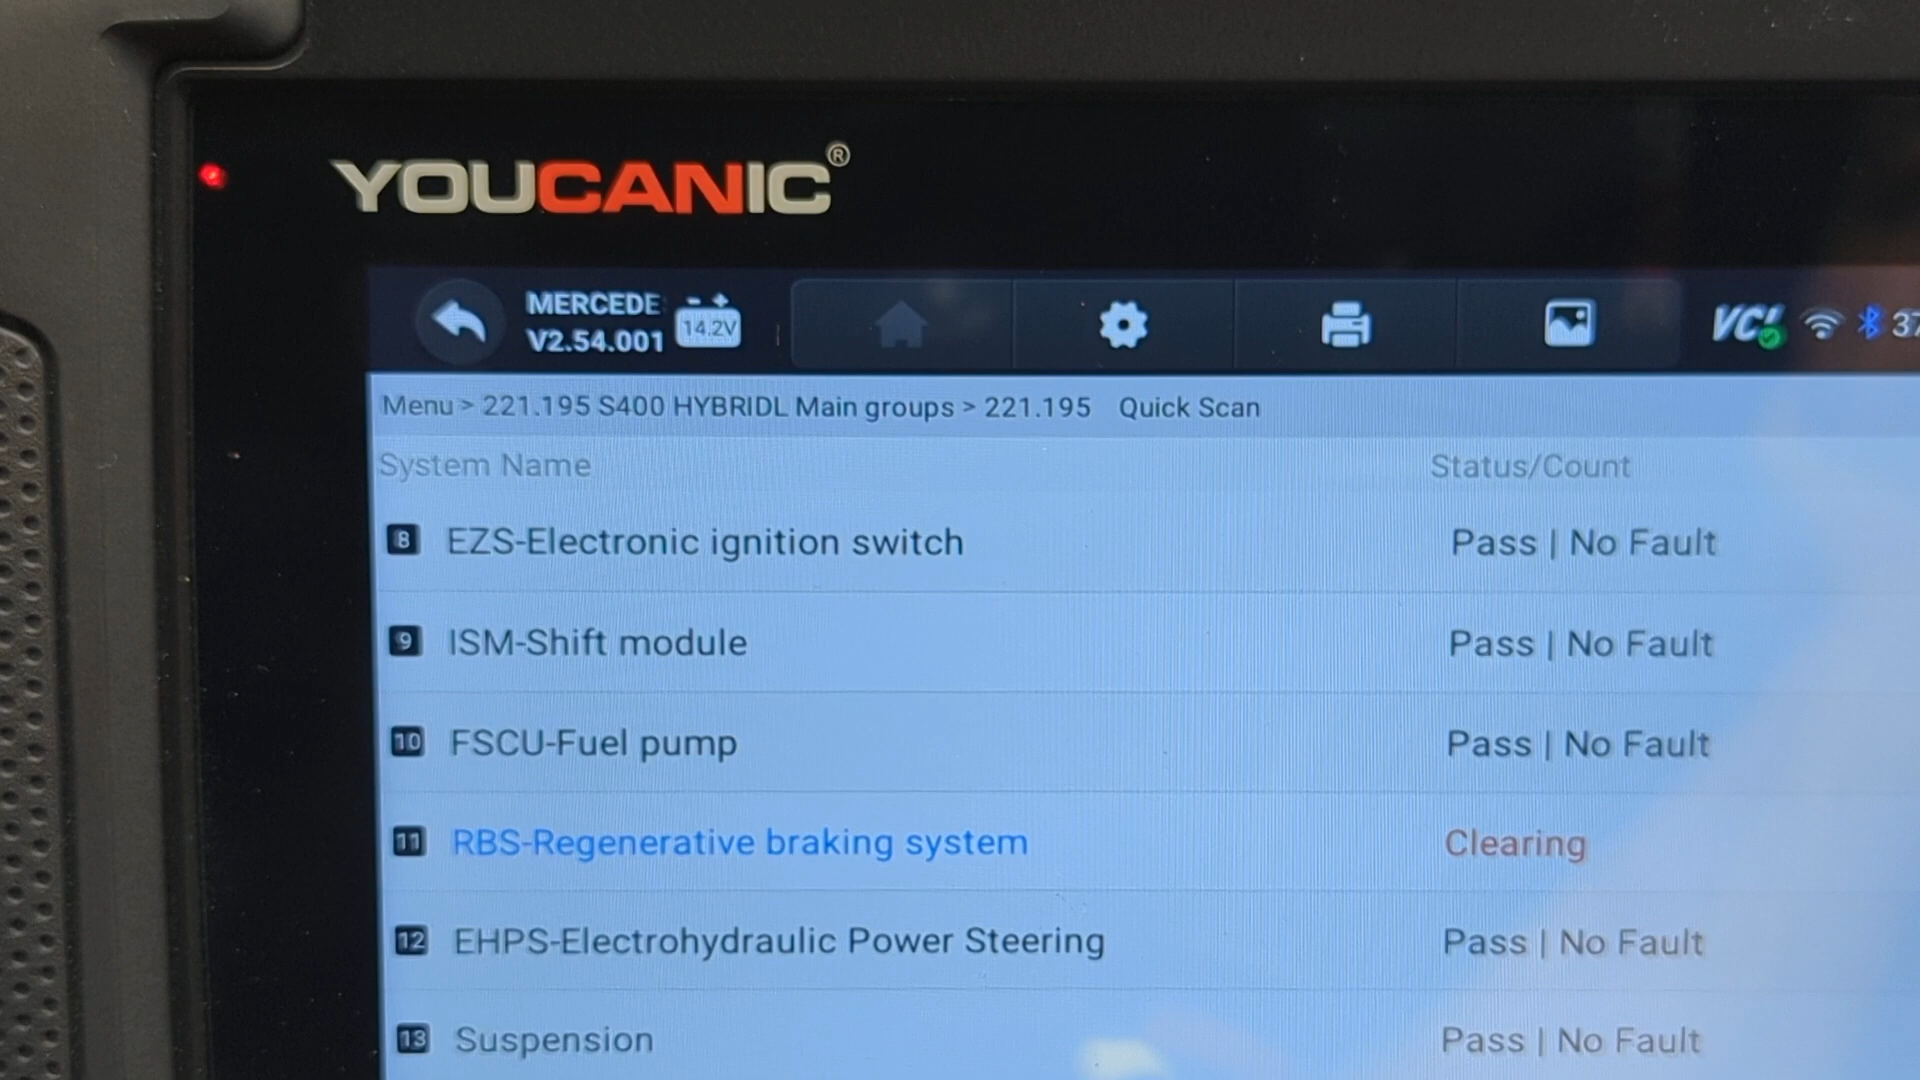 YOUCANIC®
MERCEDE
V2.54.001
14.2V
VCI
37
Menu > 221.195 S400 HYBRIDL Main groups > 221.195 Quick Scan
System Name Status/Count
8 EZS-Electronic ignition switch Pass | No Fault
9 ISM-Shift module Pass | No Fault
10 FSCU-Fuel pump Pass | No Fault
11 RBS-Regenerative braking system Clearing
12 EHPS-Electrohydraulic Power Steering Pass | No Fault
13 Suspension Pass | No Fault